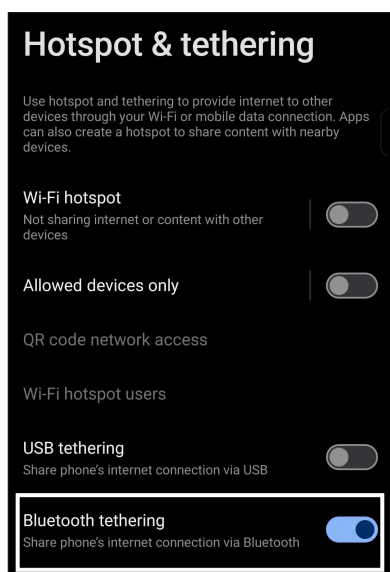 Hotspot & tethering
Use hotspot and tethering to provide internet to other
devices through your Wi-Fi or mobile data connection. Apps
can also create a hotspot to share content with nearby
devices.
Wi-Fi hotspot
Not sharing internet or content with other
devices
Allowed devices only
QR code network access
Wi-Fi hotspot users
USB tethering
Share phone's internet connection via USB
Bluetooth tethering
Share phone's internet connection via Bluetooth